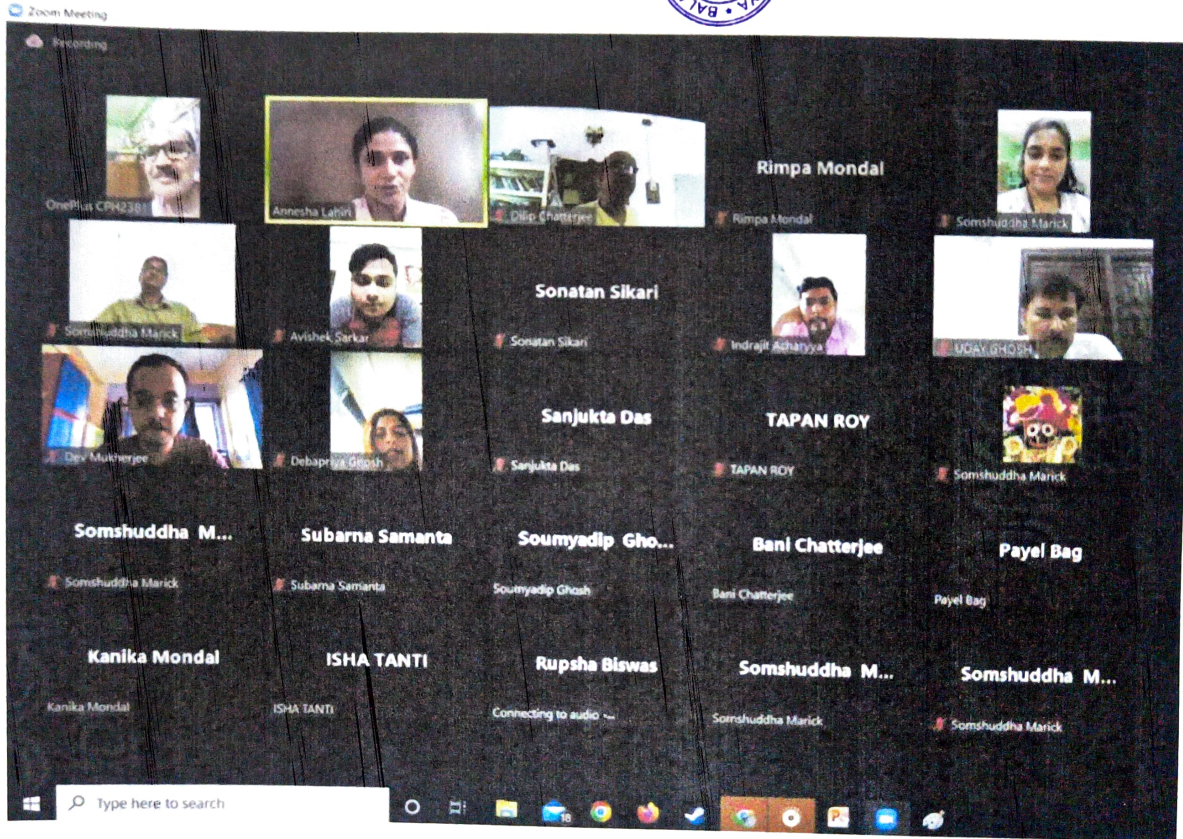 Zoom Meeting
Recording
OnePlus CPH2381
Annesha Lahiri
Dilip Chatterjee
Rimpa Mondal
Rimpa Mondal
Somshuddha Marick
Somshuddha Marick
Avishek Sarkar
Sonatan Sikari
Sonatan Sikari
Indrajit Acharyya
UDAY GHOSH
Dev Mukherjee
Debapriya Ghosh
Sanjukta Das
Sanjukta Das
TAPAN ROY
TAPAN ROY
Somshuddha Marick
Somshuddha M...
Somshuddha Marick
Subarna Samanta
Subarna Samanta
Soumyadip Gho...
Soumyadip Ghosh
Bani Chatterjee
Bani Chatterjee
Payel Bag
Payel Bag
Kanika Mondal
Kanika Mondal
ISHA TANTI
ISHA TANTI
Rupsha Biswas
Connecting to audio
Somshuddha M...
Somshuddha Marick
Somshuddha M...
Somshuddha Marick
Type here to search
18